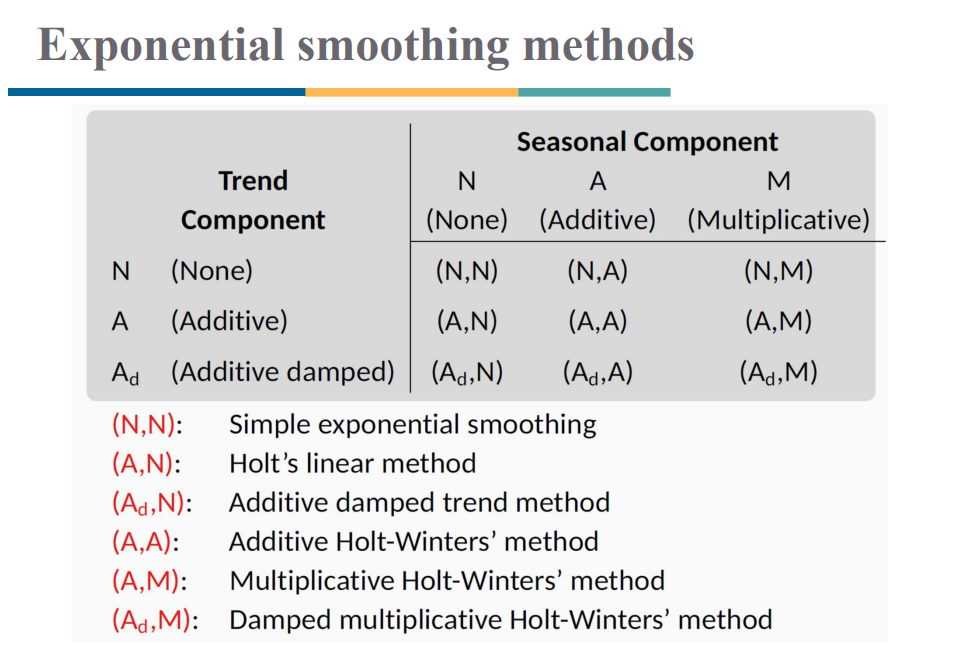 Exponential smoothing methods
Seasonal Component
Trend N A M
Component (None) (Additive) (Multiplicative)
N (None) (N,N) (N,A) (N,M)
A (Additive) (A,N) (A,A) (A,M)
A_d (Additive damped) (A_d,N) (A_d,A) (A_d,M)
(N,N): Simple exponential smoothing
(A,N): Holt’s linear method
(A_d,N): Additive damped trend method
(A,A): Additive Holt-Winters’ method
(A,M): Multiplicative Holt-Winters’ method
(A_d,M): Damped multiplicative Holt-Winters’ method